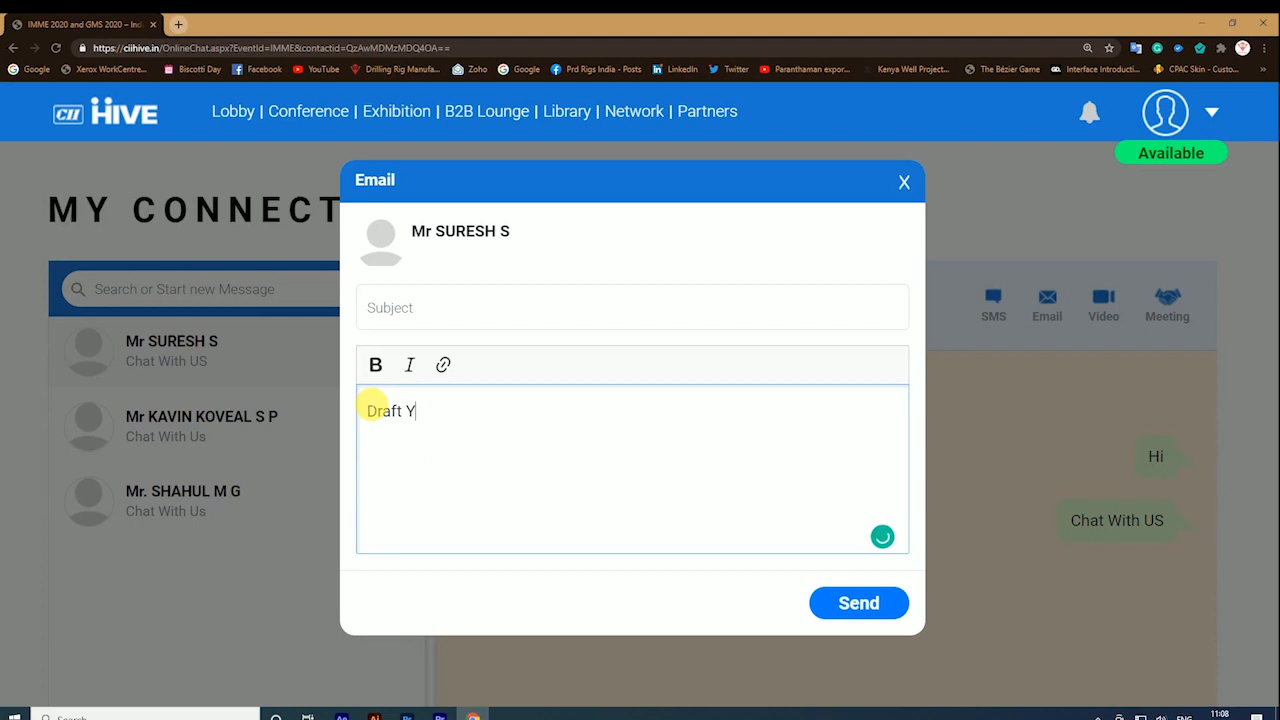 IMME 2020 and GMS 2020 – Ind
https://ciihive.in/OnlineChat.aspx?EventId=IMME&contactid=QzAwMDMzMDQ4OA==
Google Xerox WorkCentre... Biscotti Day Facebook YouTube Drilling Rig Manufa... Zoho Google Prd Rigs India - Posts LinkedIn Twitter Paranthaman expor... Kenya Well Project... The Bézier Game Interface Introducti... CPAC Skin - Custo...
CII HIVE
Lobby | Conference | Exhibition | B2B Lounge | Library | Network | Partners
Available
MY CONNECT
Email X
Mr SURESH S
Subject
B I
Draft Y
Send
Search or Start new Message
Mr SURESH S
Chat With US
Mr KAVIN KOVEAL S P
Chat With Us
Mr. SHAHUL M G
Chat With Us
SMS Email Video Meeting
Hi
Chat With US
Search
ENG
11:08